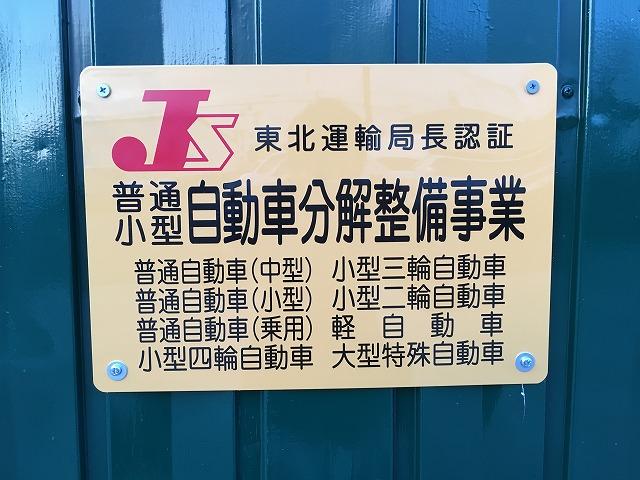 JS 東北運輸局長認証
普通
小型 自動車分解整備事業
普通自動車(中型) 小型三輪自動車
普通自動車(小型) 小型二輪自動車
普通自動車(乗用) 軽自動車
小型四輪自動車 大型特殊自動車